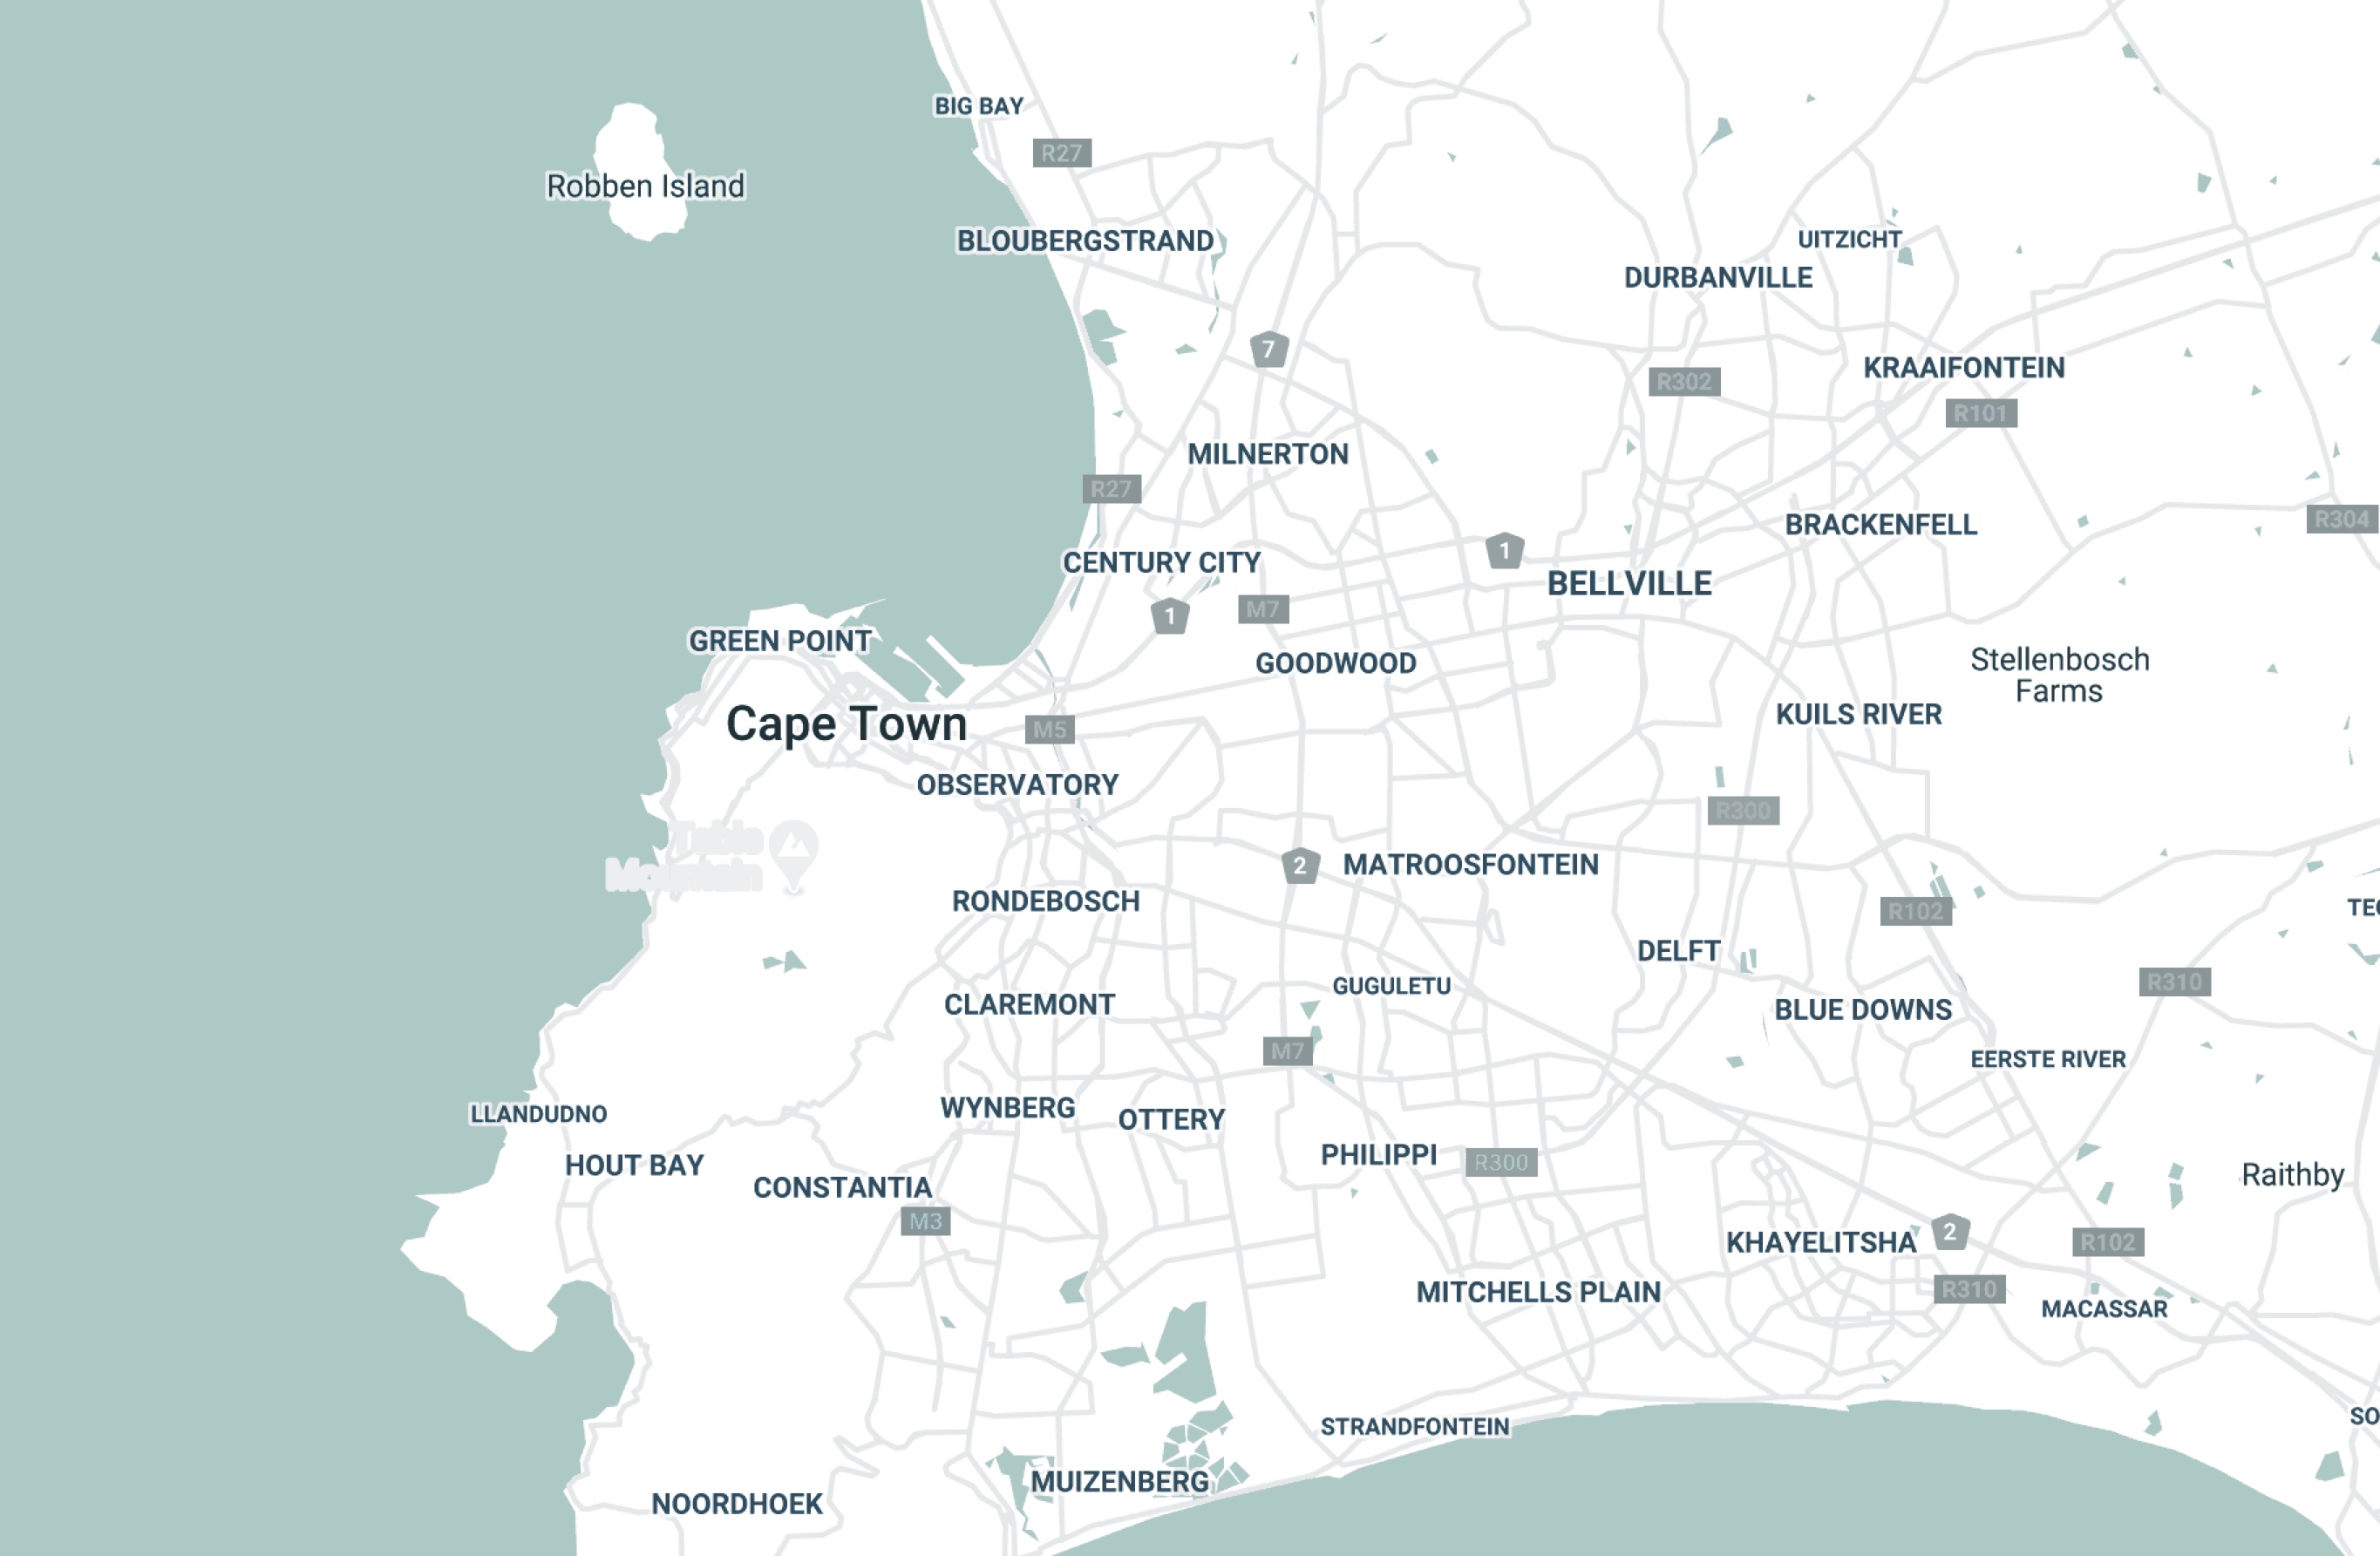 BIG BAY
R27
Robben Island
BLOUBERGSTRAND
UITZICHT
DURBANVILLE
7
KRAAIFONTEIN
R302
R101
MILNERTON
R27
R304
BRACKENFELL
1
CENTURY CITY
BELLVILLE
M7
1
GREEN POINT
GOODWOOD
Stellenbosch
Farms
KUILS RIVER
Cape Town
M5
OBSERVATORY
R300
Table
Mountain
2
MATROOSFONTEIN
RONDEBOSCH
R102
TEC
DELFT
R310
GUGULETU
CLAREMONT
BLUE DOWNS
M7
EERSTE RIVER
WYNBERG
LLANDUDNO
OTTERY
PHILIPPI
R300
HOUT BAY
Raithby
CONSTANTIA
M3
2
KHAYELITSHA
R102
R310
MITCHELLS PLAIN
MACASSAR
SO
STRANDFONTEIN
MUIZENBERG
NOORDHOEK